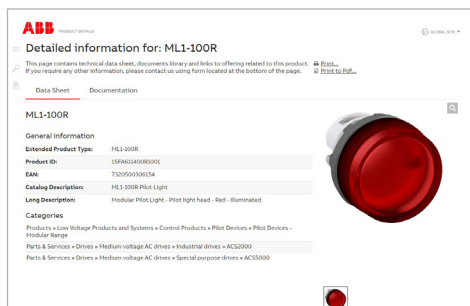 ABB PRODUCT-DETAILS
GLOBAL SITE
Detailed information for: ML1-100R
This page contains technical data sheet, documents library and links to offering related to this product.
If you require any other information, please contact us using form located at the bottom of the page.
Print...
Print to Pdf...
Data Sheet Documentation
ML1-100R
General Information
Extended Product Type: ML1-100R
Product ID: 1SFA611400R1001
EAN: 7320500306154
Catalog Description: ML1-100R Pilot Light
Long Description: Modular Pilot Light - Pilot light head - Red - Illuminated
Categories
Products » Low Voltage Products and Systems » Control Products » Pilot Devices » Pilot Devices -
Modular Range
Parts & Services » Drives » Medium voltage AC drives » Industrial drives » ACS2000
Parts & Services » Drives » Medium voltage AC drives » Special purpose drives » ACS5000